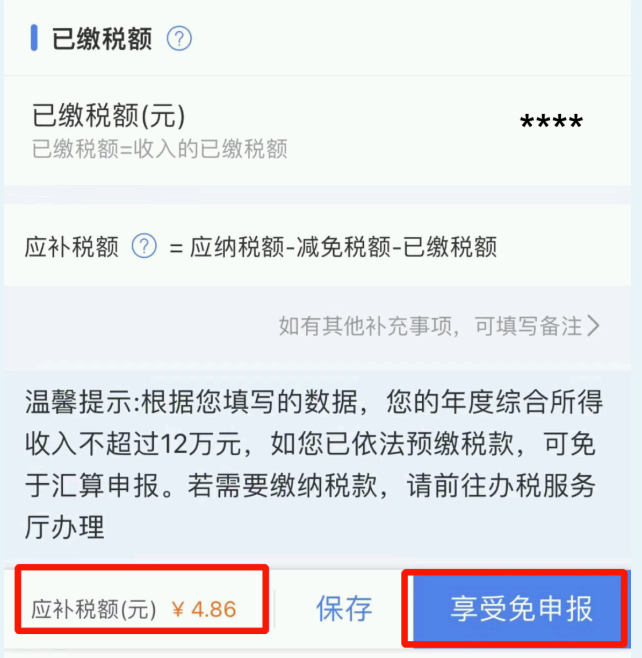 已缴税额 ?
已缴税额(元) ****
已缴税额=收入的已缴税额
应补税额 ? = 应纳税额-减免税额-已缴税额
如有其他补充事项，可填写备注>
温馨提示:根据您填写的数据，您的年度综合所得
收入不超过12万元，如您已依法预缴税款，可免
于汇算申报。若需要缴纳税款，请前往办税服务
厅办理
应补税额(元) ¥ 4.86 保存 享受免申报